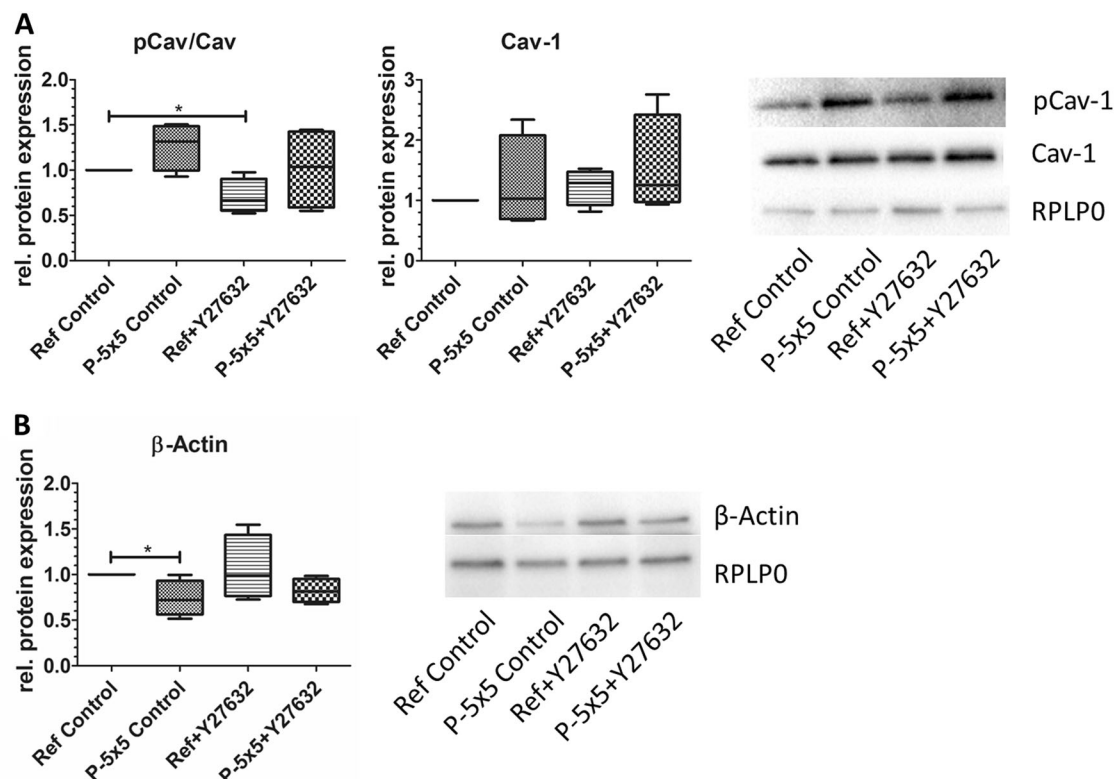 A
pCav/Cav
rel. protein expression
2.0
1.5
1.0
0.5
0.0
*
Ref Control
P-5x5 Control
Ref+Y27632
P-5x5+Y27632
Cav-1
rel. protein expression
3
2
1
0
Ref Control
P-5x5 Control
Ref+Y27632
P-5x5+Y27632
pCav-1
Cav-1
RPLP0
Ref Control
P-5x5 Control
Ref+Y27632
P-5x5+Y27632
B
β-Actin
rel. protein expression
2.0
1.5
1.0
0.5
0.0
*
Ref Control
P-5x5 Control
Ref+Y27632
P-5x5+Y27632
β-Actin
RPLP0
Ref Control
P-5x5 Control
Ref+Y27632
P-5x5+Y27632